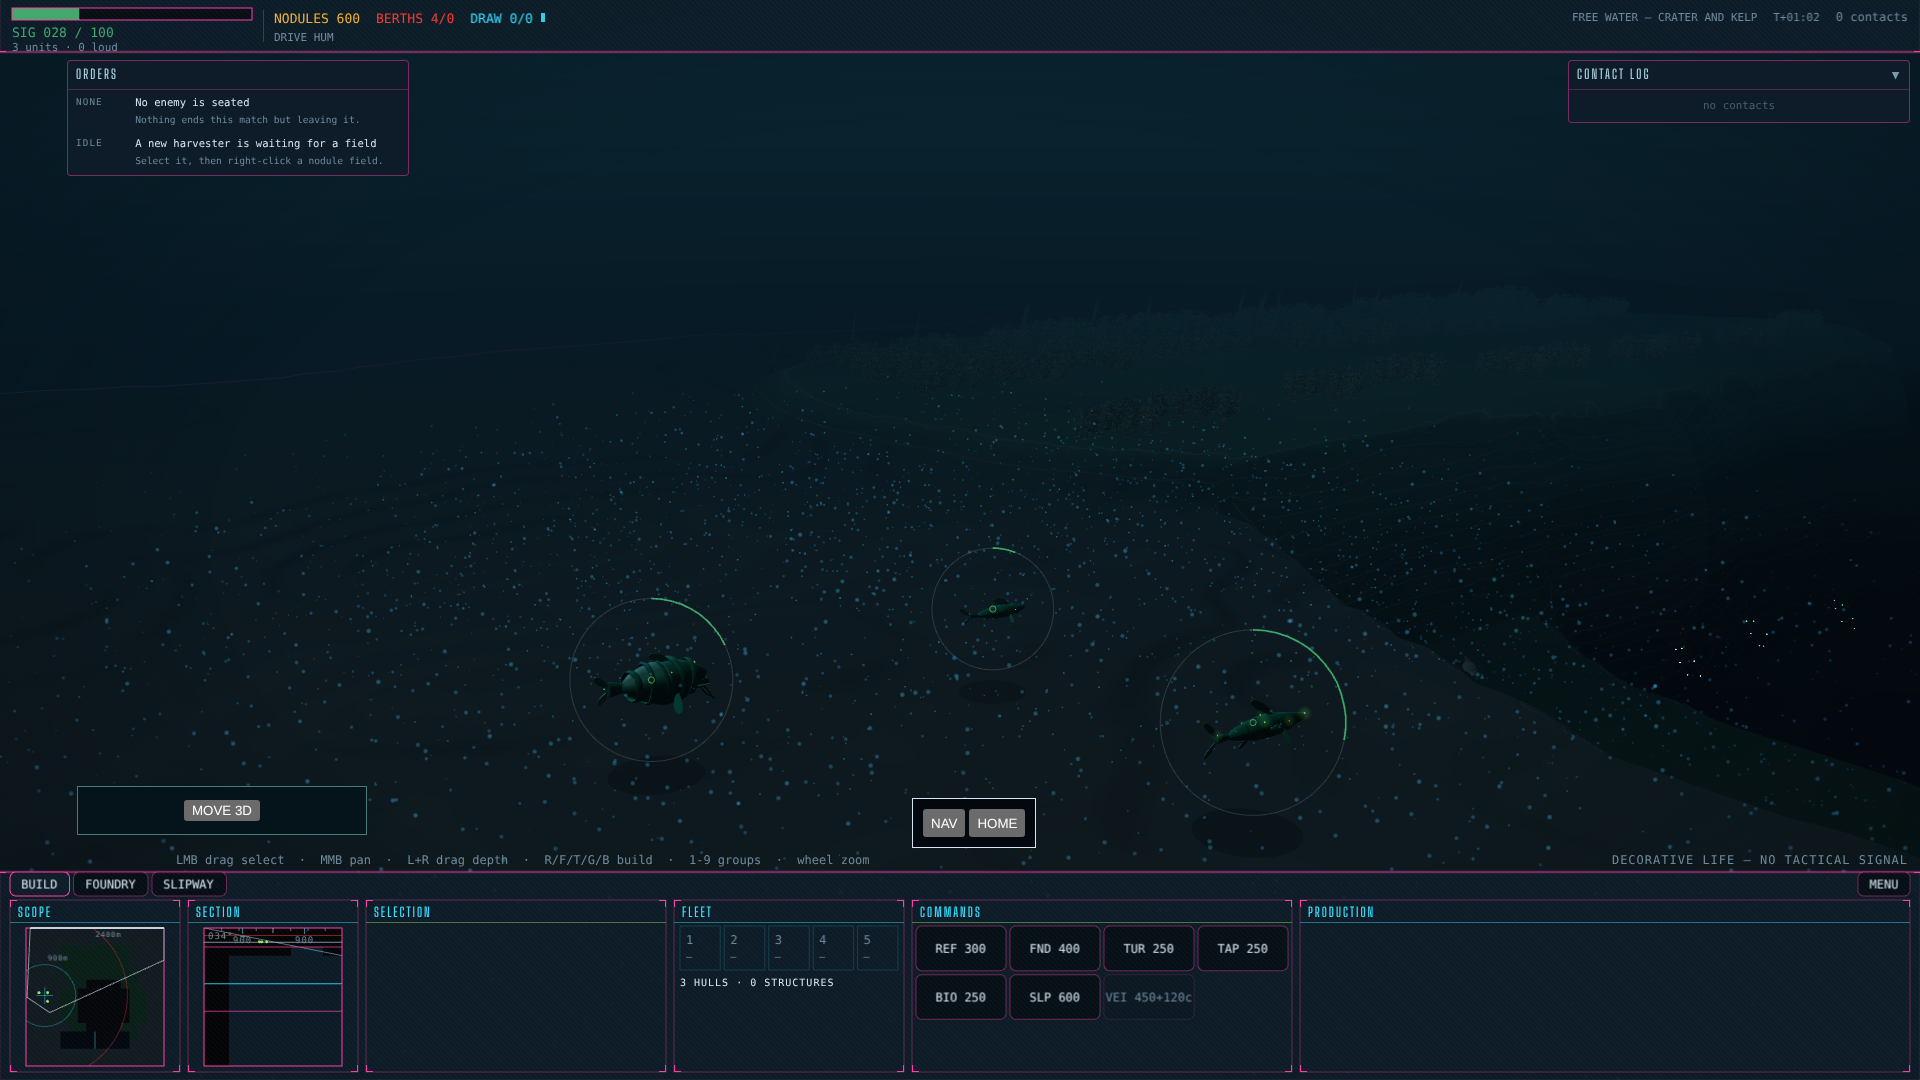 SIG 028 / 100
3 units · 0 loud
NODULES 600 BERTHS 4/0 DRAW 0/0
DRIVE HUM
FREE WATER — CRATER AND KELP T+01:02 0 contacts
ORDERS
NONE No enemy is seated
Nothing ends this match but leaving it.
IDLE A new harvester is waiting for a field
Select it, then right-click a nodule field.
CONTACT LOG ▼
no contacts
MOVE 3D
NAV HOME
LMB drag select · MMB pan · L+R drag depth · R/F/T/G/B build · 1-9 groups · wheel zoom
DECORATIVE LIFE — NO TACTICAL SIGNAL
BUILD FOUNDRY SLIPWAY
MENU
SCOPE
2400m
900m
SECTION
034°
900 900
SELECTION
FLEET
1 2 3 4 5
— — — — —
3 HULLS · 0 STRUCTURES
COMMANDS
REF 300 FND 400 TUR 250 TAP 250
BIO 250 SLP 600 VEI 450+120c
PRODUCTION